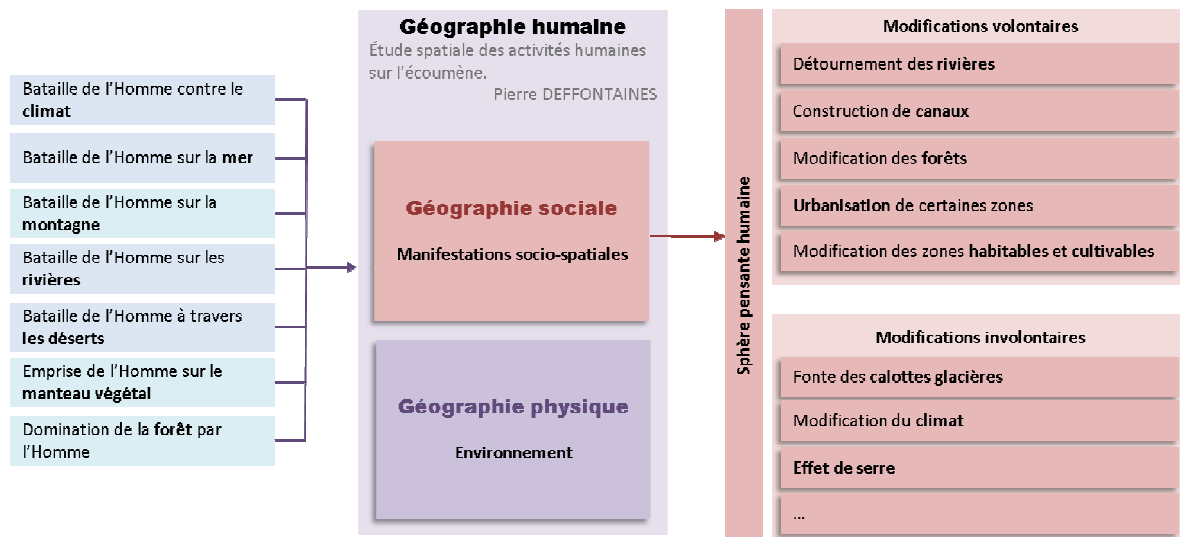 Bataille de l'Homme contre le
climat
Bataille de l'Homme sur la mer
Bataille de l'Homme sur la
montagne
Bataille de l'Homme sur les
rivières
Bataille de l'Homme à travers
les déserts
Emprise de l'Homme sur le
manteau végétal
Domination de la forêt par
l'Homme
Géographie humaine
Étude spatiale des activités humaines
sur l'écoumène.
Pierre DEFFONTAINES
Géographie sociale
Manifestations socio-spatiales
Géographie physique
Environnement
Sphère pensante humaine
Modifications volontaires
Détournement des rivières
Construction de canaux
Modification des forêts
Urbanisation de certaines zones
Modification des zones habitables et cultivables
Modifications involontaires
Fonte des calottes glacières
Modification du climat
Effet de serre
...